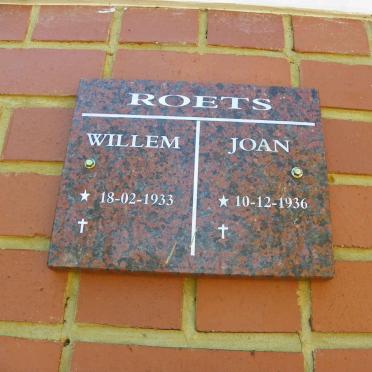 ROETS
WILLEM JOAN
★ 18-02-1933 ★ 10-12-1936
✝ ✝